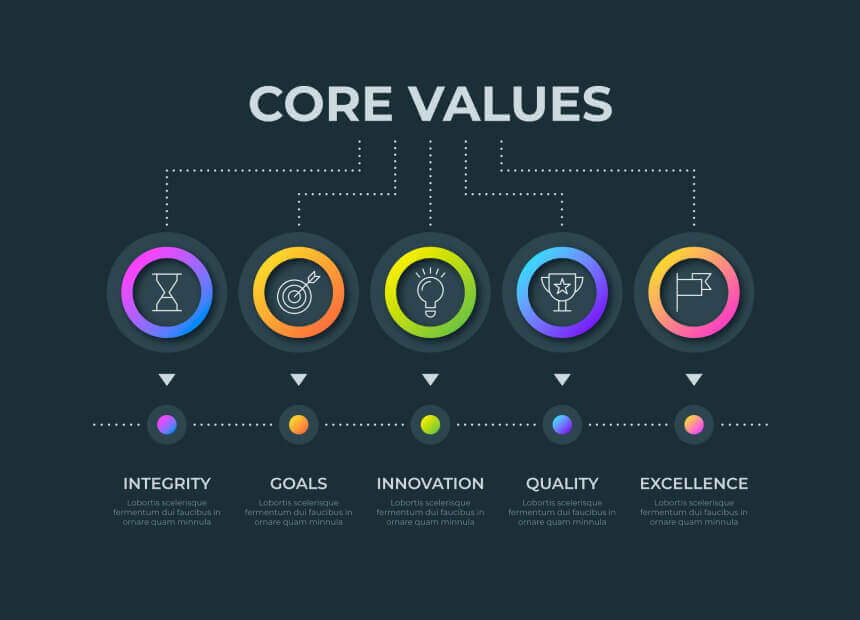 CORE VALUES
INTEGRITY
Lobortis scelerisque
fermentum dui faucibus in
ornare quam minnula
GOALS
Lobortis scelerisque
fermentum dui faucibus in
ornare quam minnula
INNOVATION
Lobortis scelerisque
fermentum dui faucibus in
ornare quam minnula
QUALITY
Lobortis scelerisque
fermentum dui faucibus in
ornare quam minnula
EXCELLENCE
Lobortis scelerisque
fermentum dui faucibus in
ornare quam minnula